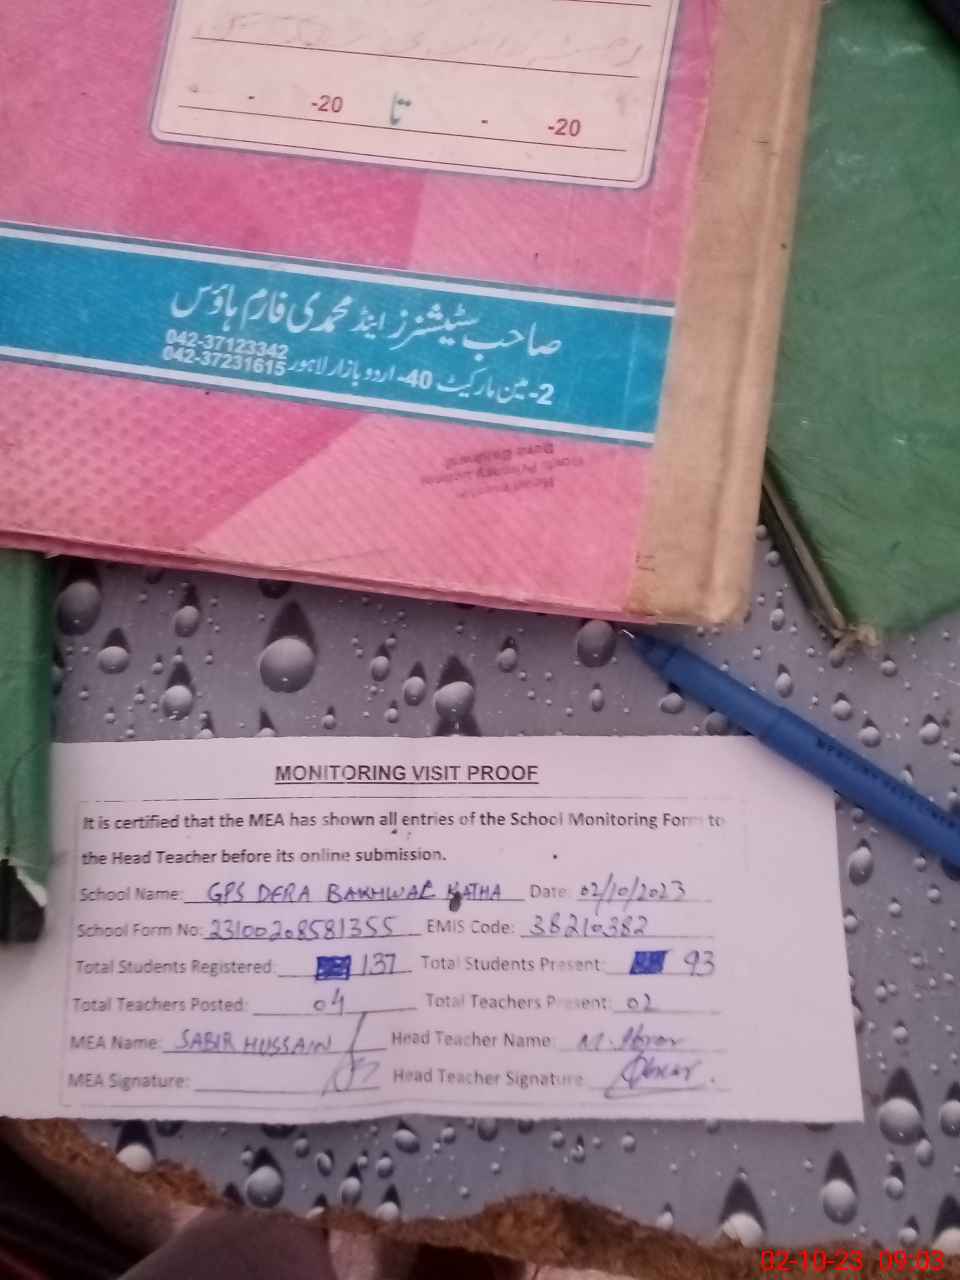 -20 تا - -20
صاحب سٹیشنرز اینڈ محمدی فارم ہاؤس
042-37123342
042-37231615
2-مین مارکیٹ 40- اردو بازار لاہور
MONITORING VISIT PROOF
It is certified that the MEA has shown all entries of the School Monitoring Form to
the Head Teacher before its online submission.
School Name: GPS DERA BAKHWAL KATHA Date: 02/10/2023
School Form No: 23100208581355 EMIS Code: 38210382
Total Students Registered: 137 Total Students Present: 93
Total Teachers Posted: 04 Total Teachers Present: 02
MEA Name: SABIR HUSSAIN Head Teacher Name: M.
MEA Signature: Head Teacher Signature:
02-10-23 09:03